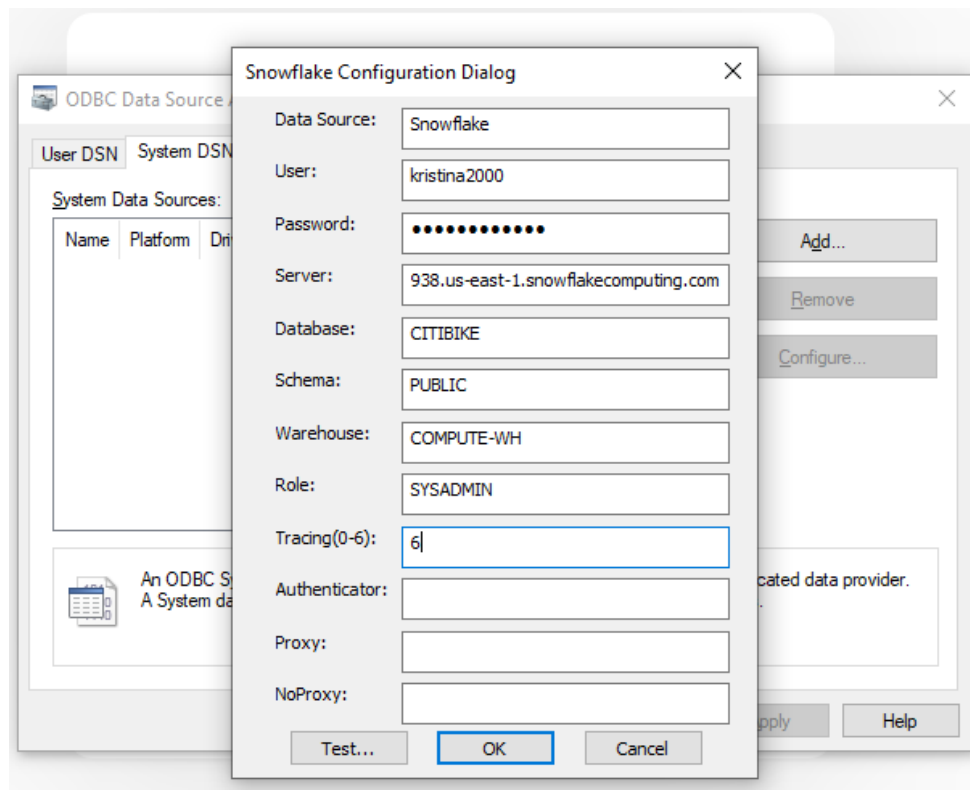 Snowflake Configuration Dialog
ODBC Data Source
Data Source: Snowflake
User DSN System DSN
User: kristina2000
System Data Sources:
Password: ••••••••••••
Name Platform Add...
Server: 938.us-east-1.snowflakecomputing.com
Remove
Database: CITIBIKE
Configure...
Schema: PUBLIC
Warehouse: COMPUTE-WH
Role: SYSADMIN
Tracing(0-6): 6
An ODBC cated data provider.
A System
Authenticator:
Proxy:
NoProxy:
Help
Test... OK Cancel